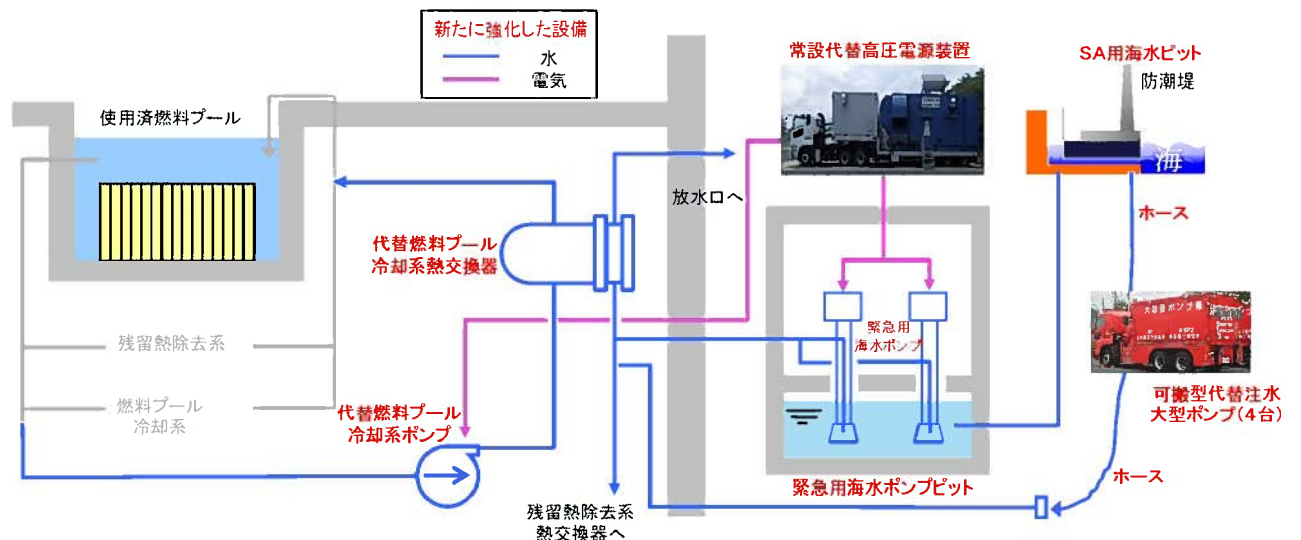 新たに強化した設備
水
電気
使用済燃料プール
常設代替高圧電源装置
SA用海水ピット
防潮堤
海
放水口へ
ホース
代替燃料プール
冷却系熱交換器
大容量ポンプ車
緊急用
海水ポンプ
残留熱除去系
燃料プール
冷却系
代替燃料プール
冷却系ポンプ
可搬型代替注水
大型ポンプ(4台)
緊急用海水ポンプピット
ホース
残留熱除去系
熱交換器へ